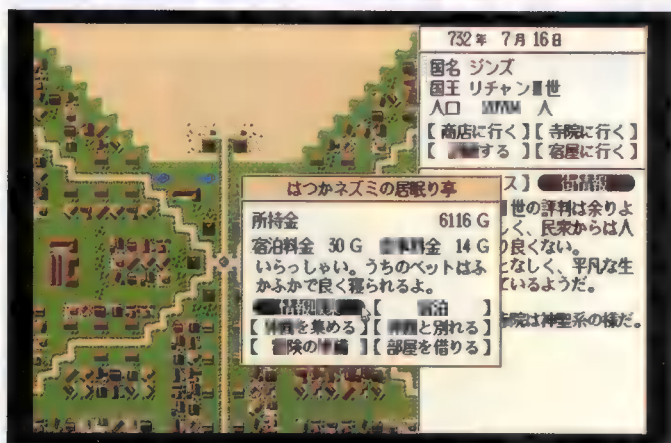 732年 7月16日
国名 ジンズ
国王 リチャン 世
人口 人
【商店に行く】【寺院に行く】
する】【宿屋に行く】
ス】
世の評判は余りよ
く、民衆からは人
り良くない。
となしく、平凡な生
ているようだ。
寺院は神聖系の様だ。
はつかネズミの居眠り亭
所持金 6116 G
宿泊料金 30 G 金 14 G
いらっしゃい。うちのベットはふ
かふかで良く寝られるよ。
【 宿泊 】
【 を集める】【 と別れる】
【 険の 】【部屋を借りる】